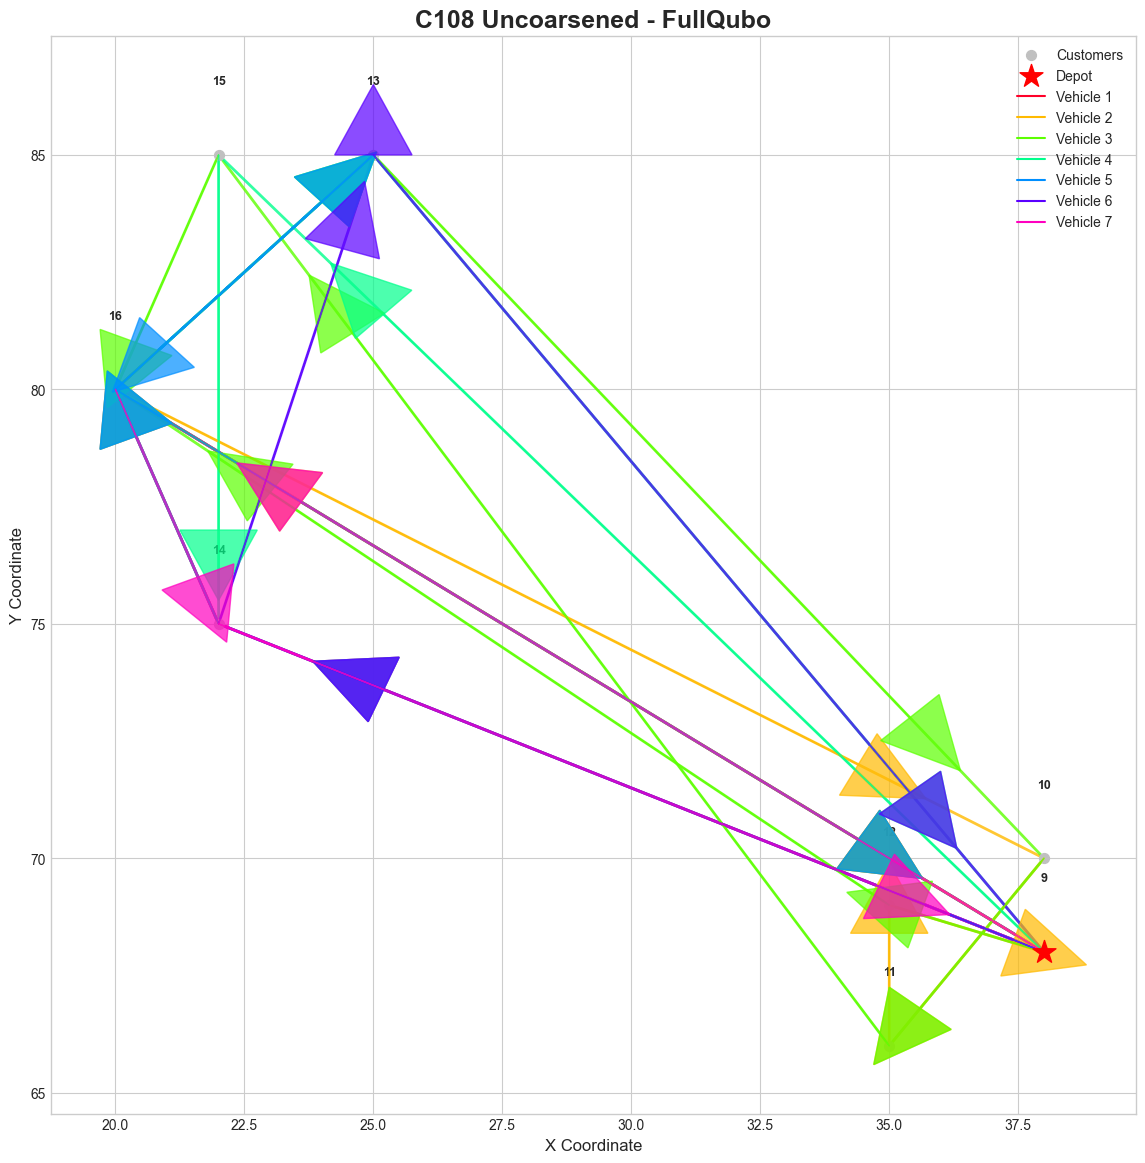 C108 Uncoarsened - FullQubo
Customers
Depot
Vehicle 1
Vehicle 2
Vehicle 3
Vehicle 4
Vehicle 5
Vehicle 6
Vehicle 7
15
13
16
14
10
9
11
85
80
75
70
65
Y Coordinate
20.0
22.5
25.0
27.5
30.0
32.5
35.0
37.5
X Coordinate